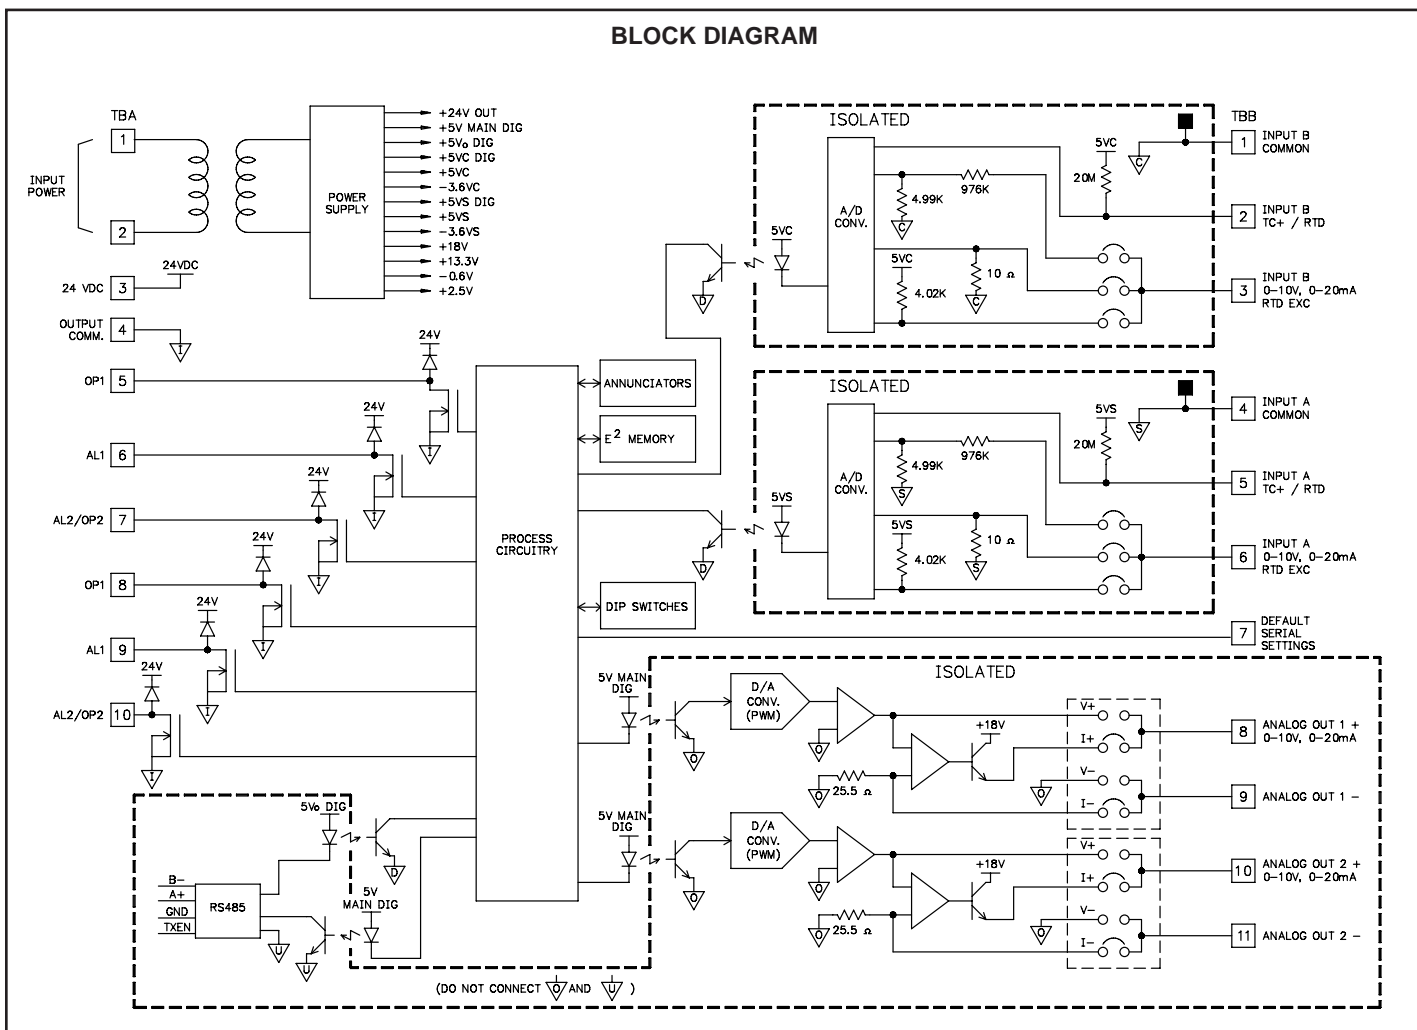 BLOCK DIAGRAM
TBA
1
INPUT
POWER
2
24VDC
24 VDC
3
OUTPUT
COMM.
4
I
POWER
SUPPLY
+24V OUT
+5V MAIN DIG
+5Vo DIG
+5VC DIG
+5VC
-3.6VC
+5VS DIG
+5VS
-3.6VS
+18V
+13.3V
-0.6V
+2.5V
24V
OP1
5
I
24V
AL1
6
I
24V
AL2/OP2
7
I
24V
OP1
8
I
24V
AL1
9
I
24V
AL2/OP2
10
I
PROCESS
CIRCUITRY
ANNUNCIATORS
E2 MEMORY
DIP SWITCHES
D
D
ISOLATED
5VC
A/D
CONV.
4.99K
C
976K
5VC
20M
C
5VC
4.02K
10 Ω
C
TBB
1
INPUT B
COMMON
2
INPUT B
TC+ / RTD
3
INPUT B
0-10V, 0-20mA
RTD EXC
ISOLATED
5VS
A/D
CONV.
4.99K
S
976K
5VS
20M
S
5VS
4.02K
10 Ω
S
4
INPUT A
COMMON
5
INPUT A
TC+ / RTD
6
INPUT A
0-10V, 0-20mA
RTD EXC
7
DEFAULT
SERIAL
SETTINGS
ISOLATED
5V MAIN
DIG
O
D/A
CONV.
(PWM)
O
O
25.5 Ω
+18V
V+
I+
V-
O
I-
8
ANALOG OUT 1 +
0-10V, 0-20mA
9
ANALOG OUT 1 -
5V MAIN
DIG
O
D/A
CONV.
(PWM)
O
O
25.5 Ω
+18V
V+
I+
V-
O
I-
10
ANALOG OUT 2 +
0-10V, 0-20mA
11
ANALOG OUT 2 -
5Vo DIG
D
B-
A+
GND
TXEN
RS485
U
U
5V
MAIN DIG
(DO NOT CONNECT O AND U )